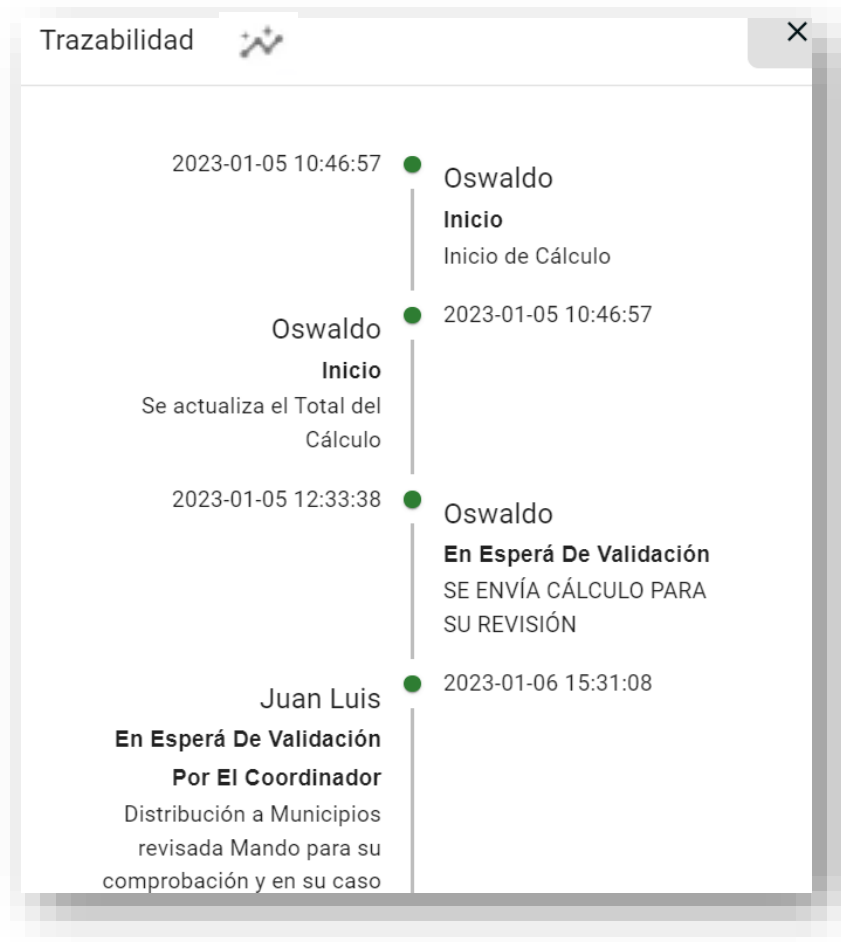 Trazabilidad
2023-01-05 10:46:57
Oswaldo
Inicio
Inicio de Cálculo
2023-01-05 10:46:57
Oswaldo
Inicio
Se actualiza el Total del
Cálculo
2023-01-05 12:33:38
Oswaldo
En Esperá De Validación
SE ENVÍA CÁLCULO PARA
SU REVISIÓN
2023-01-06 15:31:08
Juan Luis
En Esperá De Validación
Por El Coordinador
Distribución a Municipios
revisada Mando para su
comprobación y en su caso